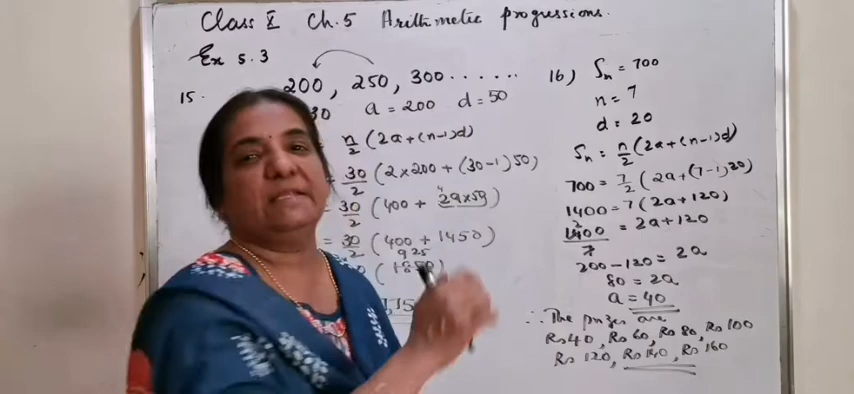 Class X Ch. 5 Arithmetic progressions.
Ex 5.3
15. 200, 250, 300 ......
30 a = 200 d = 50
n/2 (2a+(n-1)d)
30/2 (2×200 + (30-1)50)
= 30/2 (400 + 29×50)
= 30/2 (400 + 1450)
925
1850
16) Sn = 700
n = 7
d = 20
Sn = n/2 (2a+(n-1)d)
700 = 7/2 (2a+(7-1)20)
1400 = 7(2a+120)
1400/7 = 2a+120
200-120 = 2a
80 = 2a
a = 40
∴ The prizes are
Rs40, Rs 60, Rs 80, Rs 100
Rs 120, Rs 140, Rs 160